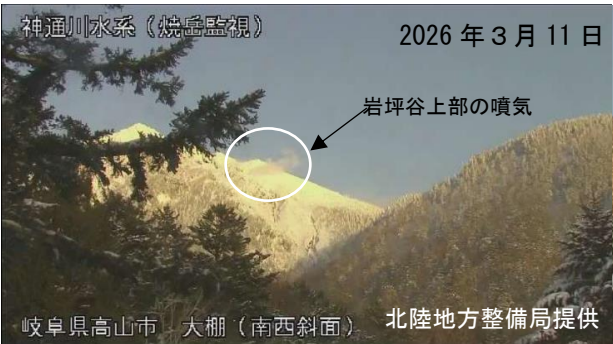 神通川水系（焼岳監視）
2026年３月11日
岩坪谷上部の噴気
岐阜県高山市　大棚（南西斜面）
北陸地方整備局提供